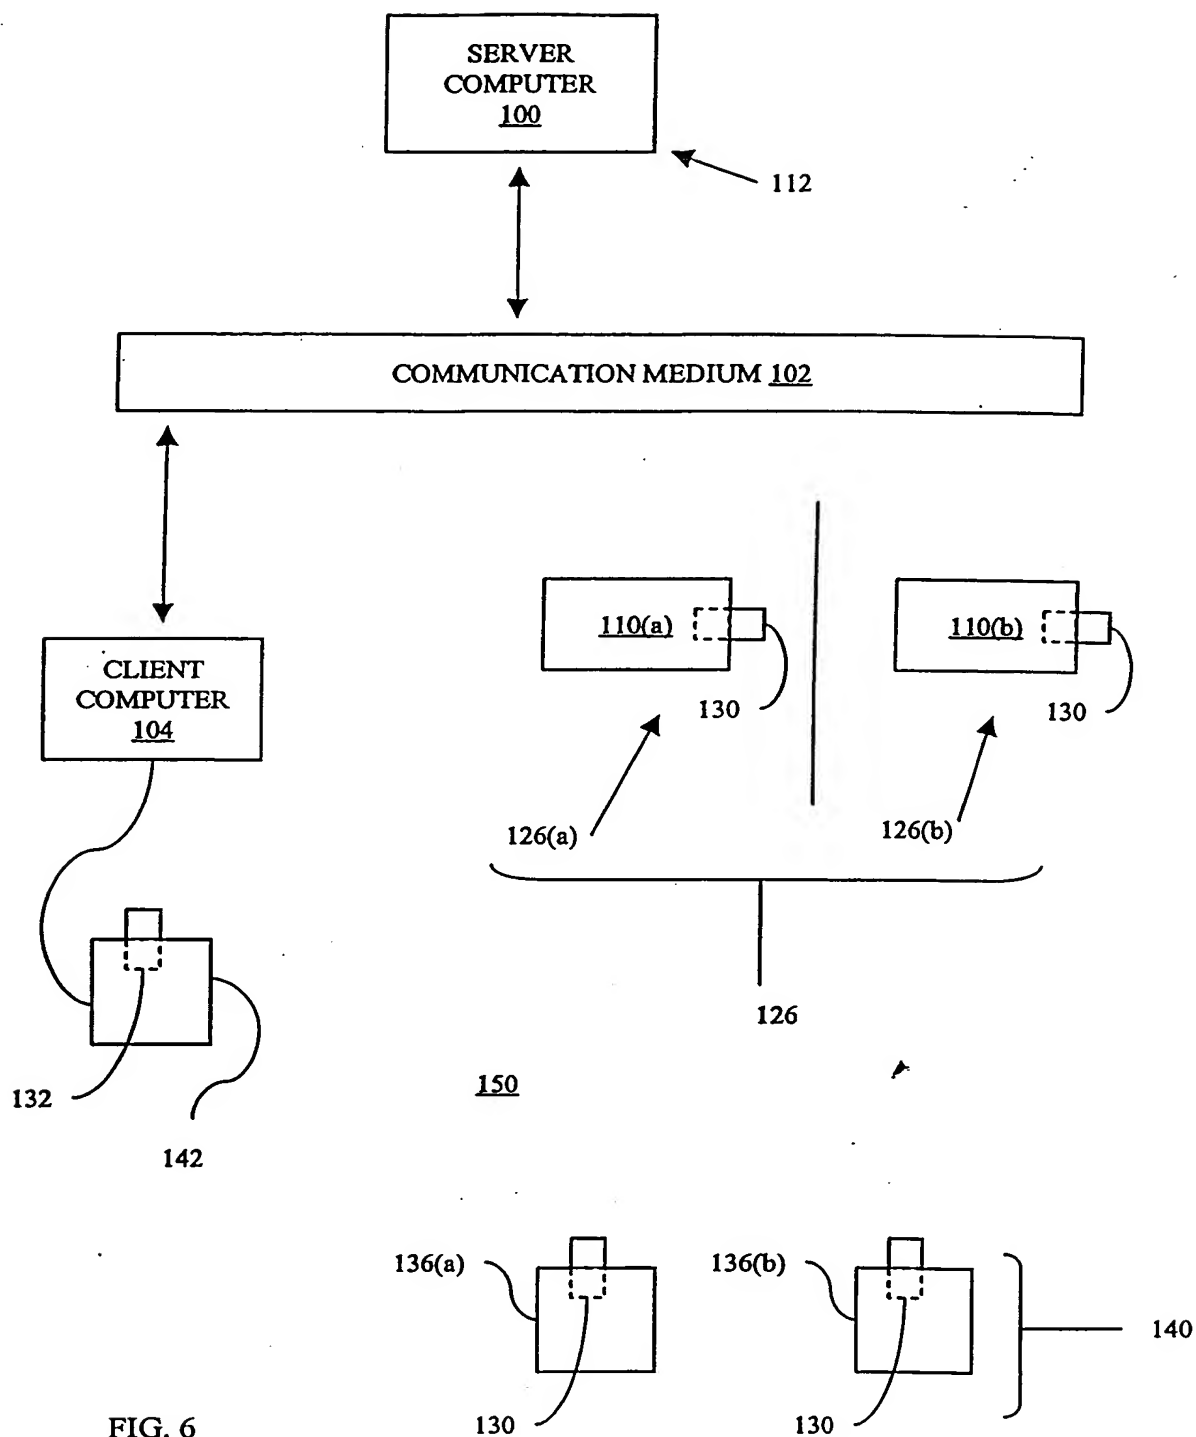 SERVER
COMPUTER
100
112
COMMUNICATION MEDIUM 102
CLIENT
COMPUTER
104
110(a)
110(b)
130
130
126(a)
126(b)
126
132
142
150
136(a)
136(b)
140
130
130
FIG. 6